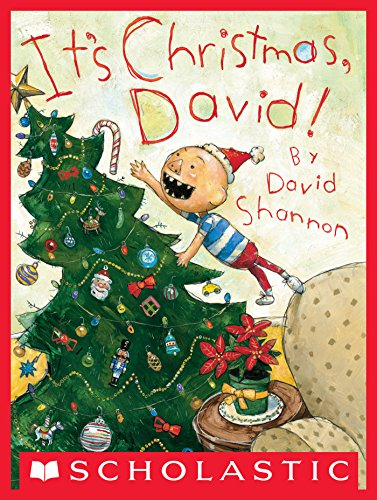 It's Christmas,
David!
By
David
Shannon
SCHOLASTIC